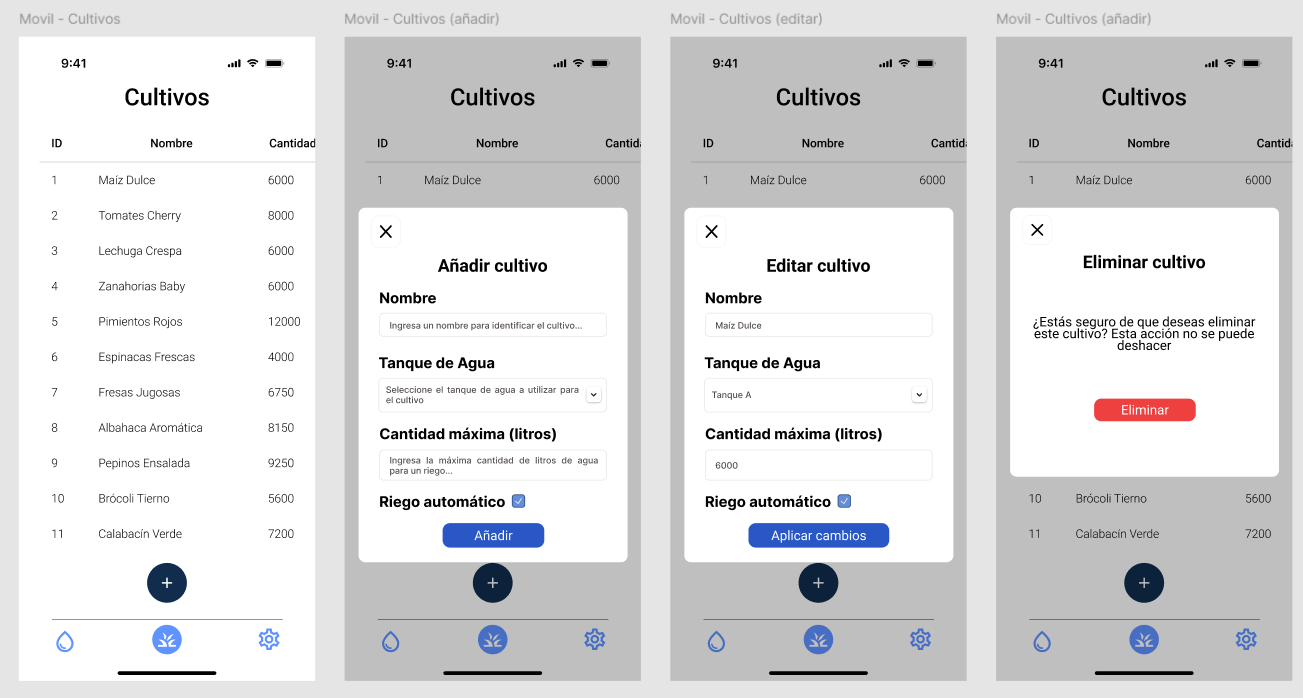 Movil - Cultivos
9:41
Cultivos
ID Nombre Cantidad
1 Maíz Dulce 6000
2 Tomates Cherry 8000
3 Lechuga Crespa 6000
4 Zanahorias Baby 6000
5 Pimientos Rojos 12000
6 Espinacas Frescas 4000
7 Fresas Jugosas 6750
8 Albahaca Aromática 8150
9 Pepinos Ensalada 9250
10 Brócoli Tierno 5600
11 Calabacín Verde 7200
+
Movil - Cultivos (añadir)
9:41
Cultivos
ID Nombre Cantida
1 Maíz Dulce 6000
Añadir cultivo
Nombre
Ingresa un nombre para identificar el cultivo...
Tanque de Agua
Seleccione el tanque de agua a utilizar para
el cultivo
Cantidad máxima (litros)
Ingresa la máxima cantidad de litros de agua
para un riego...
Riego automático
Añadir
+
Movil - Cultivos (editar)
9:41
Cultivos
ID Nombre Cantida
1 Maíz Dulce 6000
Editar cultivo
Nombre
Maíz Dulce
Tanque de Agua
Tanque A
Cantidad máxima (litros)
6000
Riego automático
Aplicar cambios
+
Movil - Cultivos (añadir)
9:41
Cultivos
ID Nombre Cantida
1 Maíz Dulce 6000
Eliminar cultivo
¿Estás seguro de que deseas eliminar
este cultivo? Esta acción no se puede
deshacer
Eliminar
10 Brócoli Tierno 5600
11 Calabacín Verde 7200
+